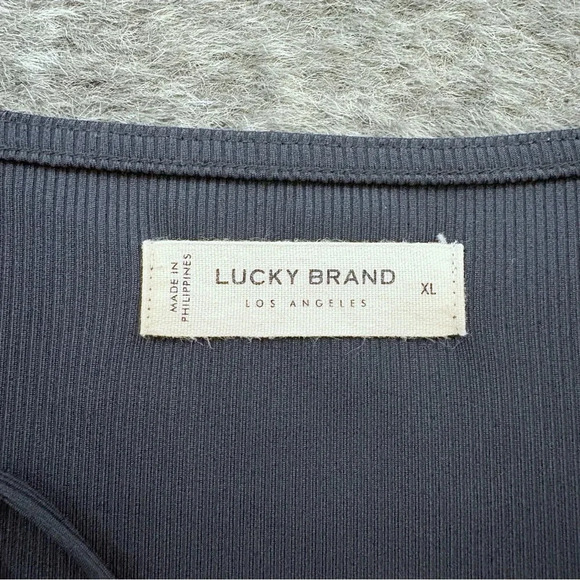 MADE IN
PHILIPPINES
LUCKY BRAND
LOS ANGELES
XL